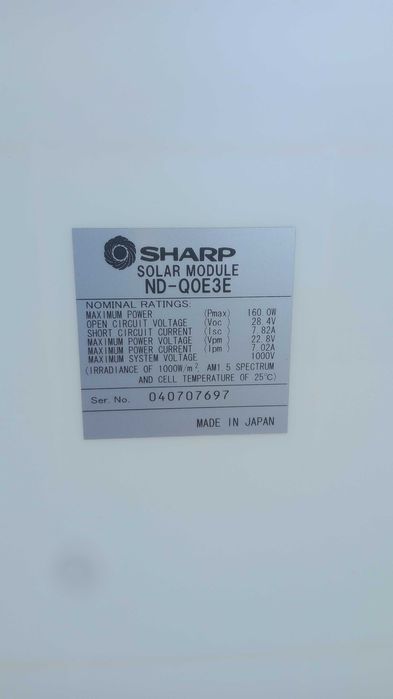 SHARP
SOLAR MODULE
ND-Q0E3E
NOMINAL RATINGS:
MAXIMUM POWER (Pmax) 160.0W
OPEN CIRCUIT VOLTAGE (Voc ) 28.4V
SHORT CIRCUIT CURRENT (Isc ) 7.82A
MAXIMUM POWER VOLTAGE (Vpm ) 22.8V
MAXIMUM POWER CURRENT (Ipm ) 7.02A
MAXIMUM SYSTEM VOLTAGE 1000V
(IRRADIANCE OF 1000W/m², AM1.5 SPECTRUM
AND CELL TEMPERATURE OF 25℃)
Ser. No. 040707697
MADE IN JAPAN